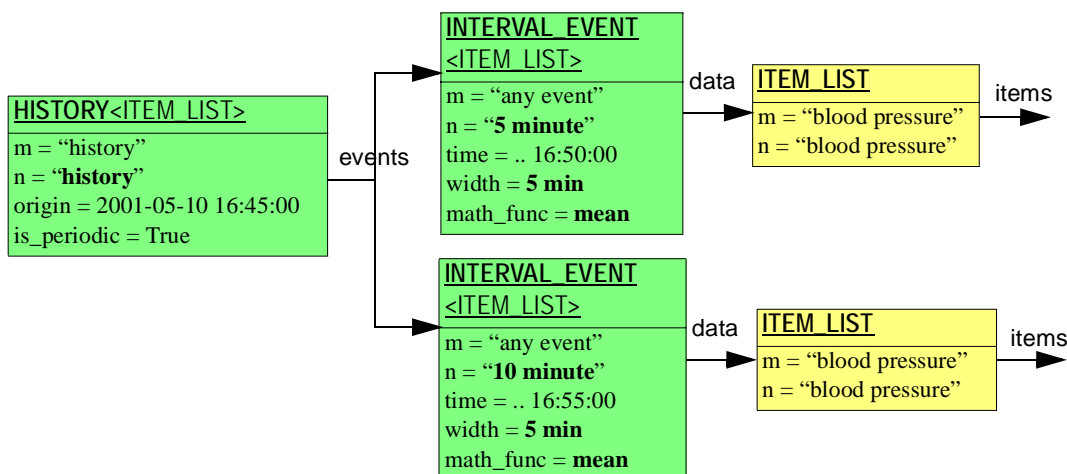 HISTORY<ITEM_LIST>
m = “history”
n = “history”
origin = 2001-05-10 16:45:00
is_periodic = True
events
INTERVAL_EVENT
<ITEM_LIST>
m = “any event”
n = “5 minute”
time = .. 16:50:00
width = 5 min
math_func = mean
data
ITEM_LIST
m = “blood pressure”
n = “blood pressure”
items
INTERVAL_EVENT
<ITEM_LIST>
m = “any event”
n = “10 minute”
time = .. 16:55:00
width = 5 min
math_func = mean
data
ITEM_LIST
m = “blood pressure”
n = “blood pressure”
items